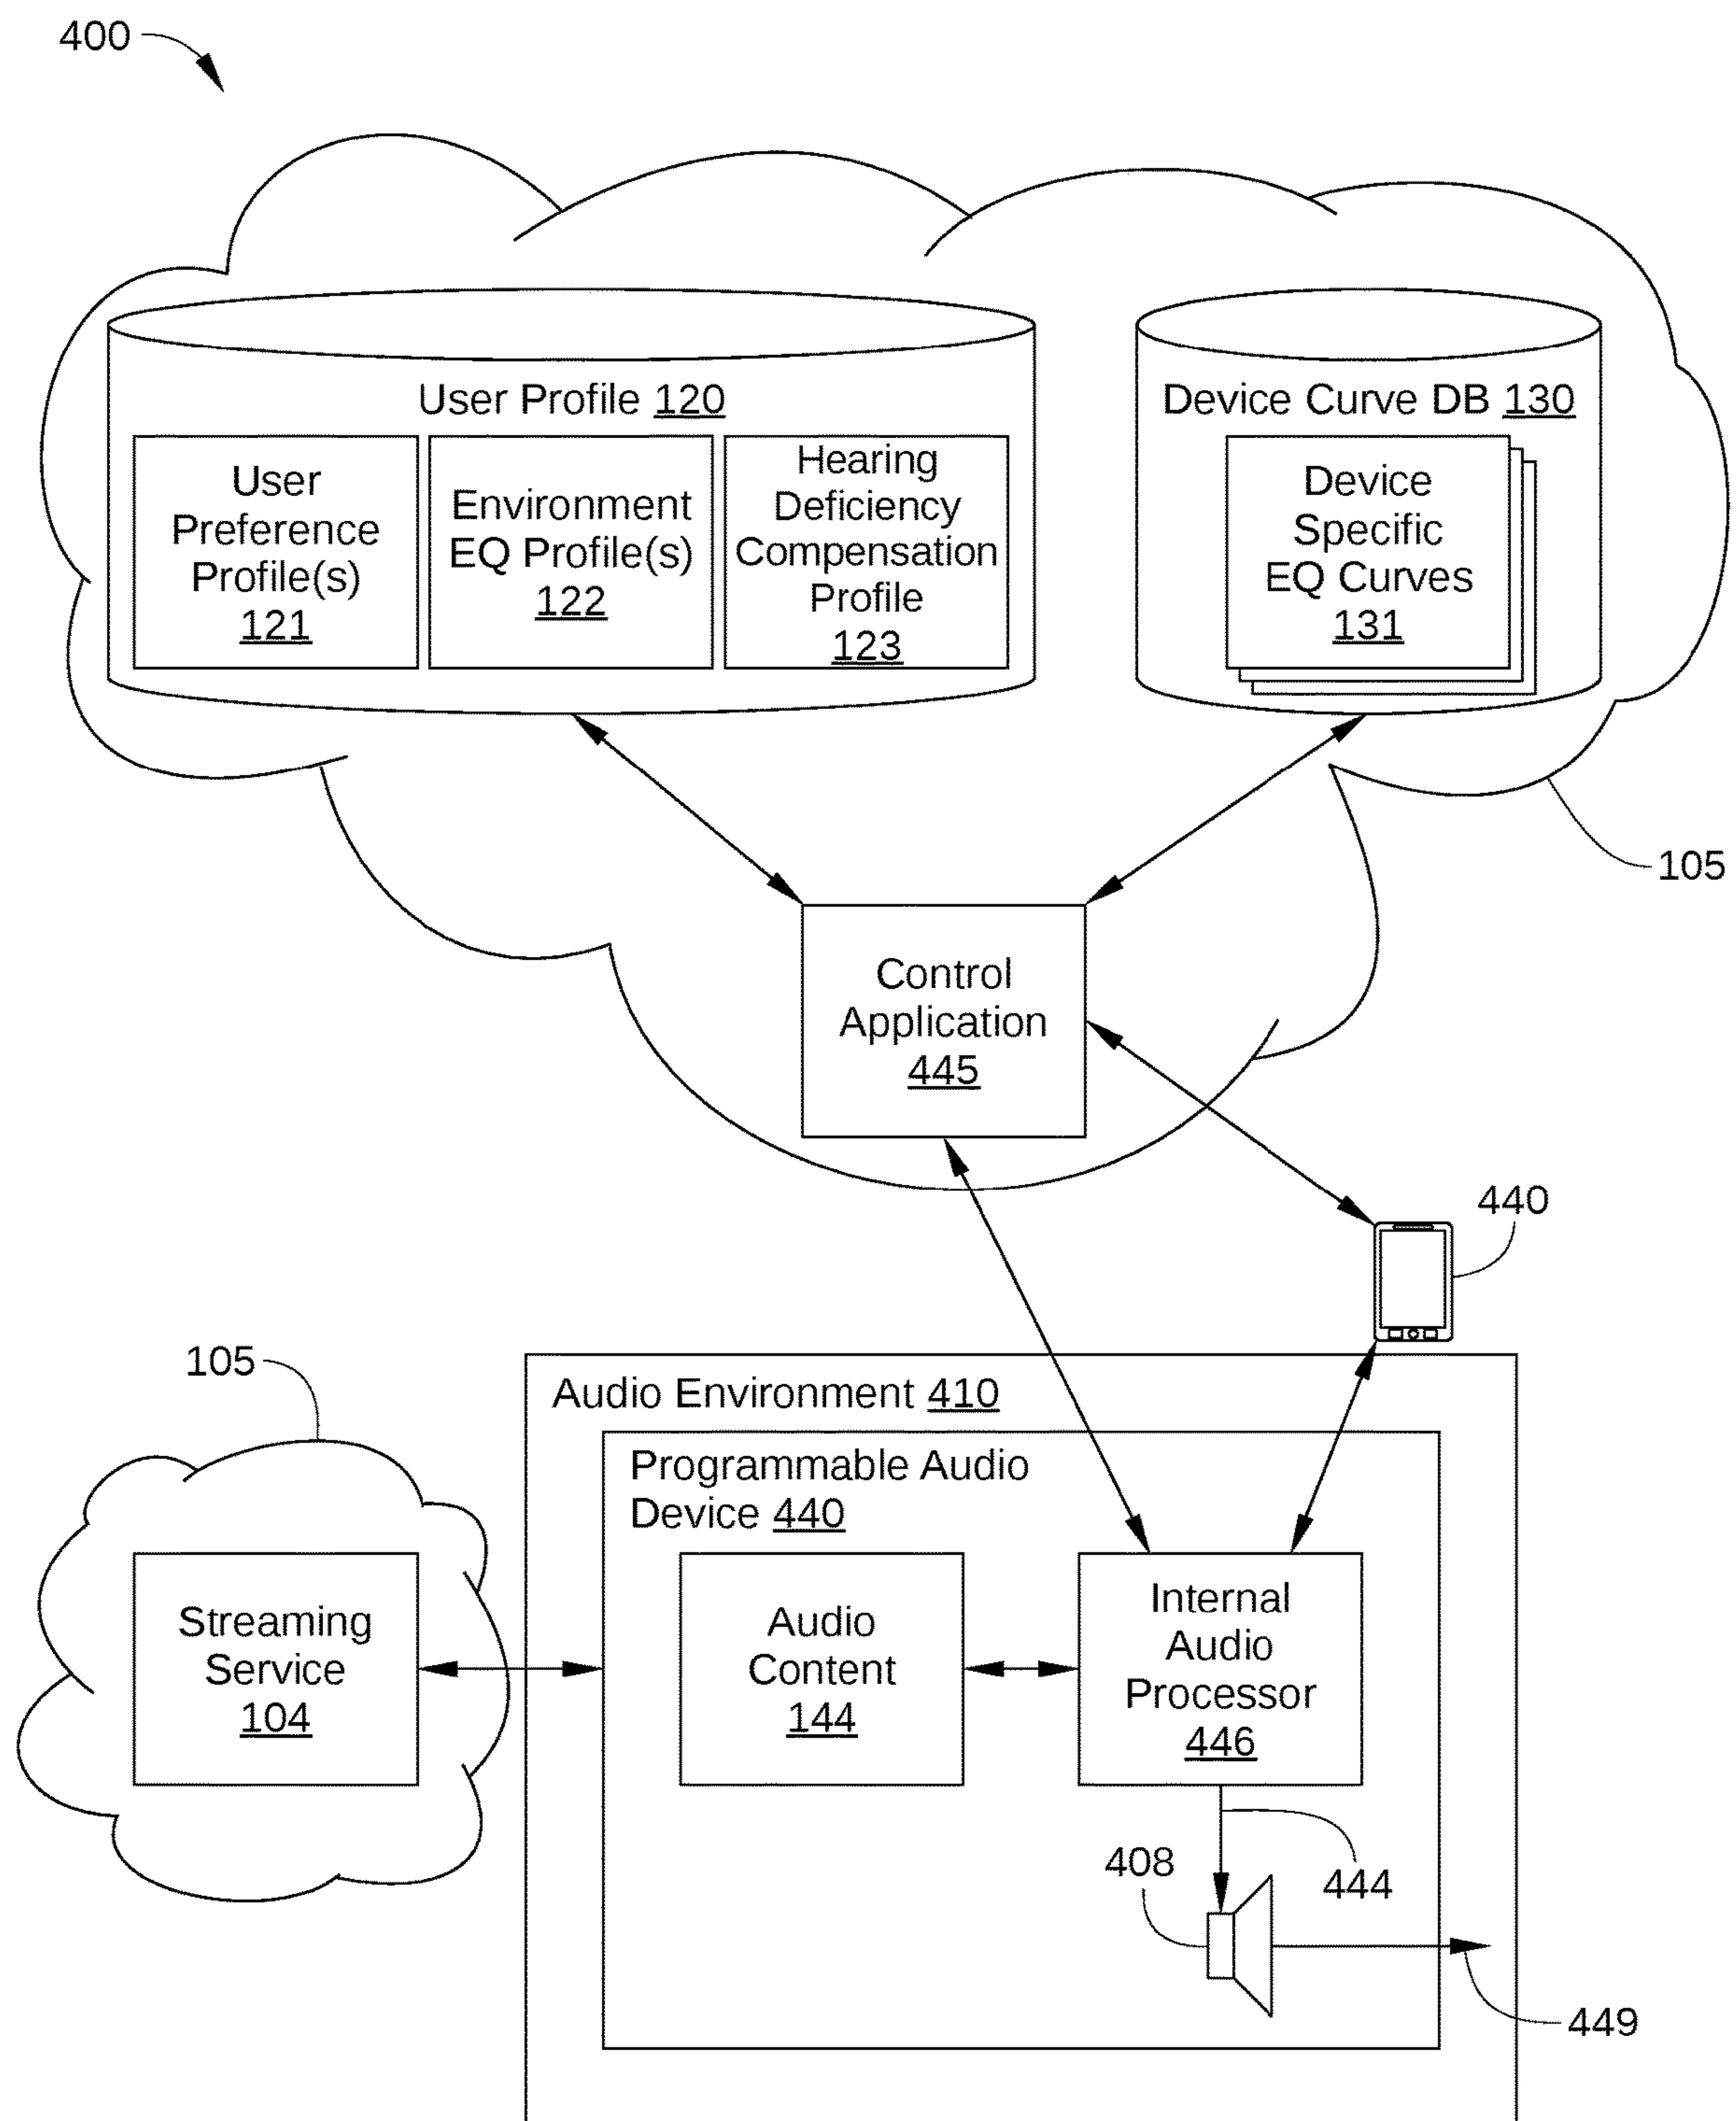 400
User Profile 120
User
Preference
Profile(s)
121
Environment
EQ Profile(s)
122
Hearing
Deficiency
Compensation
Profile
123
Device Curve DB 130
Device
Specific
EQ Curves
131
105
Control
Application
445
440
105
Audio Environment 410
Programmable Audio
Device 440
Streaming
Service
104
Audio
Content
144
Internal
Audio
Processor
446
408
444
449